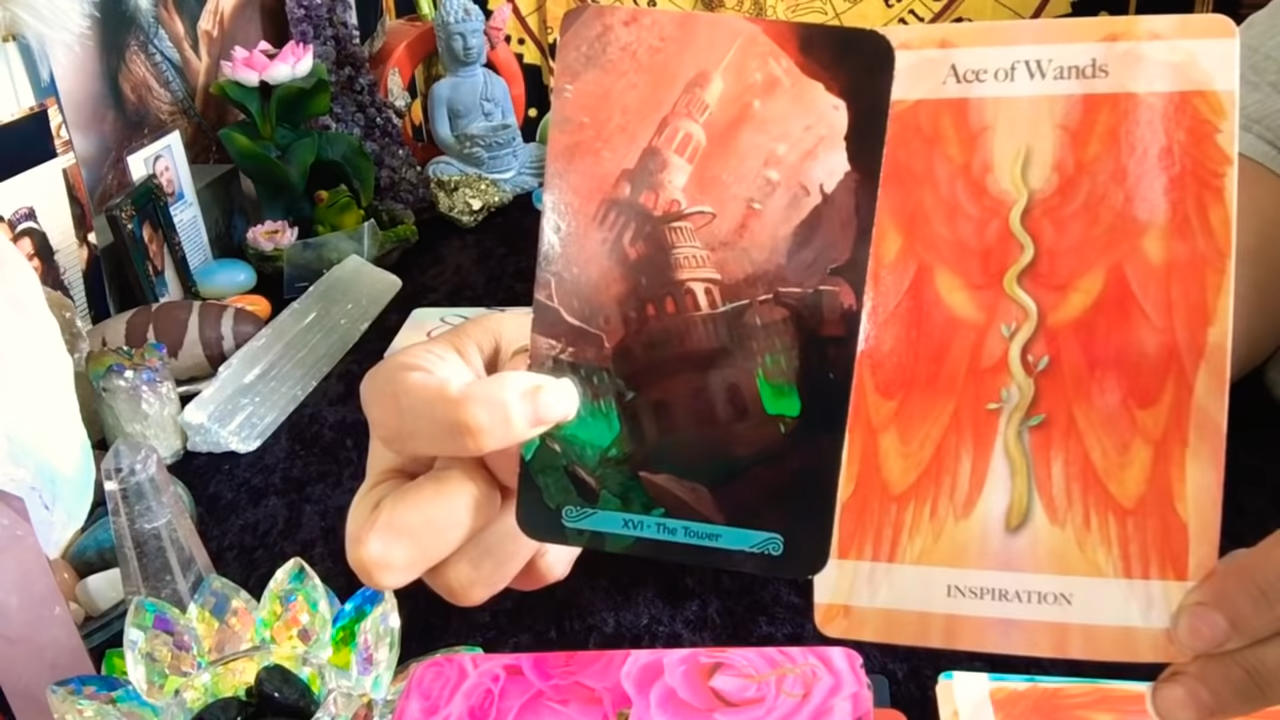 Ace of Wands
XVI - The Tower
INSPIRATION